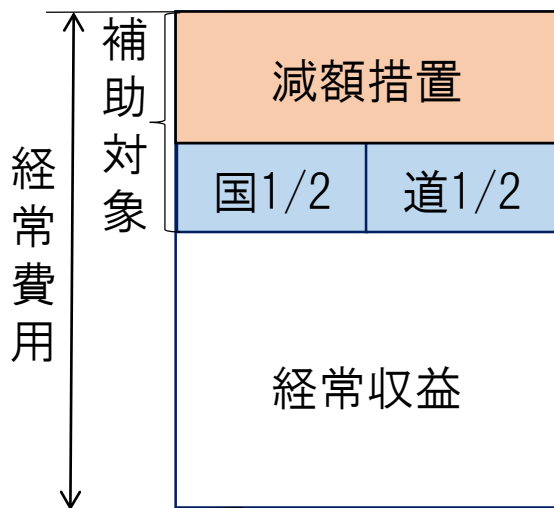 経常費用
補助対象
減額措置
国1/2
道1/2
経常収益